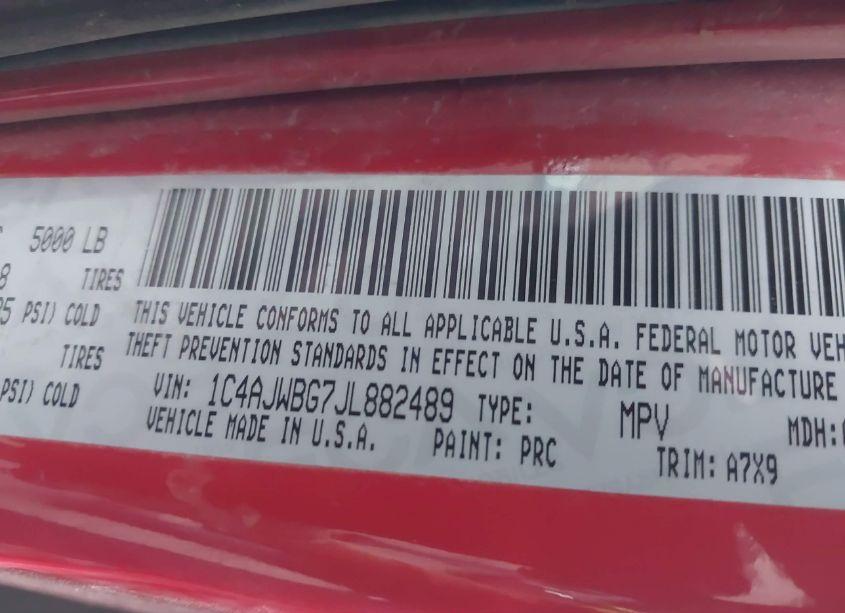 5000 LB
TIRES
PSI) COLD
TIRES
PSI) COLD
THIS VEHICLE CONFORMS TO ALL APPLICABLE U.S.A. FEDERAL MOTOR VEH
THEFT PREVENTION STANDARDS IN EFFECT ON THE DATE OF MANUFACTURE
VIN: 1C4AJWBG7JL882489 TYPE: MPV MDH:
VEHICLE MADE IN U.S.A. PAINT: PRC TRIM: A7X9